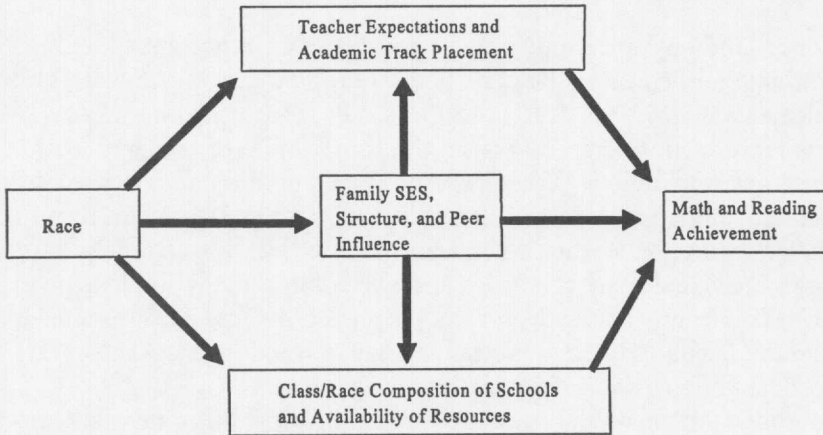 Teacher Expectations and
Academic Track Placement
Race
Family SES,
Structure, and Peer
Influence
Math and Reading
Achievement
Class/Race Composition of Schools
and Availability of Resources